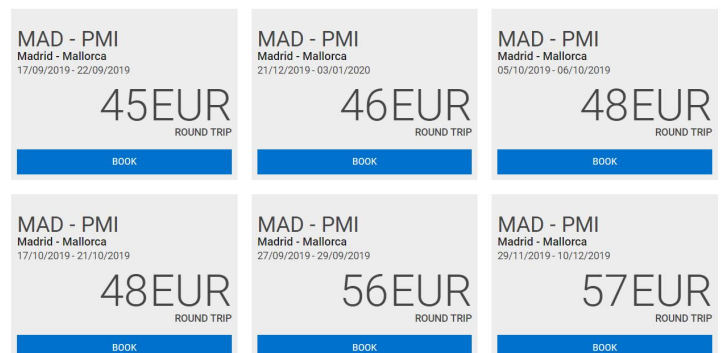 MAD - PMI
Madrid - Mallorca
17/09/2019 - 22/09/2019
45EUR
ROUND TRIP
BOOK
MAD - PMI
Madrid - Mallorca
21/12/2019 - 03/01/2020
46EUR
ROUND TRIP
BOOK
MAD - PMI
Madrid - Mallorca
05/10/2019 - 06/10/2019
48EUR
ROUND TRIP
BOOK
MAD - PMI
Madrid - Mallorca
17/10/2019 - 21/10/2019
48EUR
ROUND TRIP
BOOK
MAD - PMI
Madrid - Mallorca
27/09/2019 - 29/09/2019
56EUR
ROUND TRIP
BOOK
MAD - PMI
Madrid - Mallorca
29/11/2019 - 10/12/2019
57EUR
ROUND TRIP
BOOK